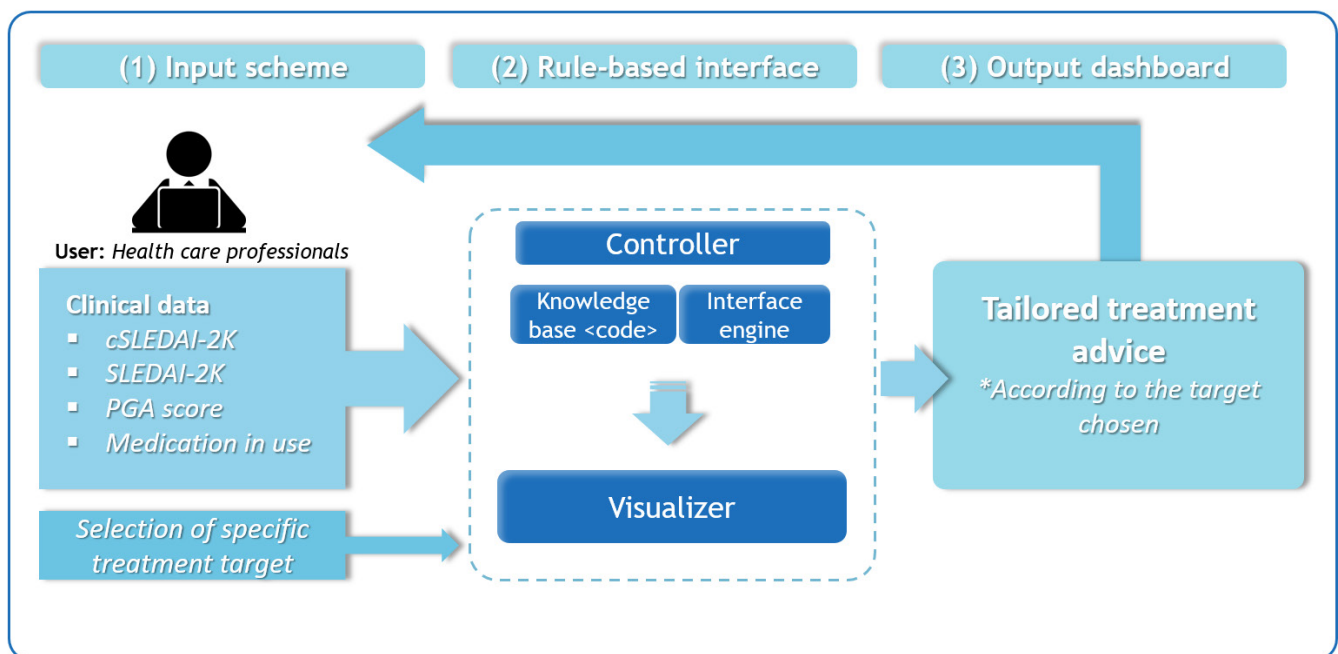 (1) Input scheme
(2) Rule-based interface
(3) Output dashboard
User: Health care professionals
Clinical data
▪ cSLEDAI-2K
▪ SLEDAI-2K
▪ PGA score
▪ Medication in use
Selection of specific
treatment target
Controller
Knowledge
base <code>
Interface
engine
Visualizer
Tailored treatment
advice
*According to the target
chosen